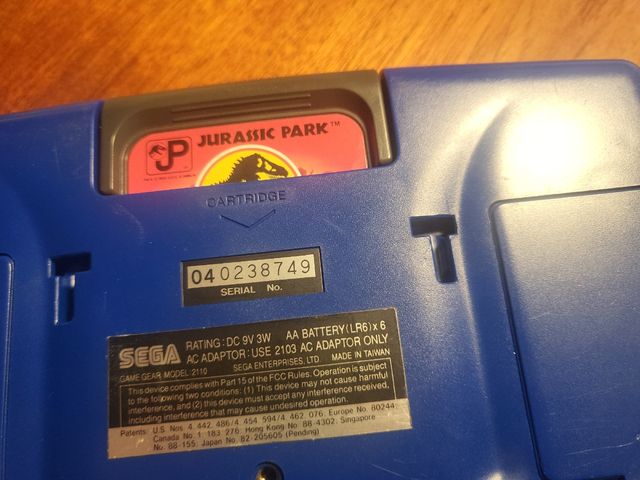 JP
JURASSIC PARK™
CARTRIDGE
040238749
SERIAL No.
SEGA
RATING: DC 9V 3W AA BATTERY(LR6)x6
AC ADAPTOR: USE 2103 AC ADAPTOR ONLY
SEGA ENTERPRISES, LTD MADE IN TAIWAN
GAME GEAR MODEL 2110
This device complies with Part 15 of the FCC Rules. Operation is subject
to the following two conditions: (1) This device may not cause harmful
interference, and (2) this device must accept any interference received,
including interference that may cause undesired operation.
Patents: U.S. Nos. 4,442,486/4,454,594/4,462,076; Europe No. 80244;
Canada No. 1,183,276; Hong Kong No. 88-4302; Singapore
No. 88-155; Japan No. 82-205605 (Pending)